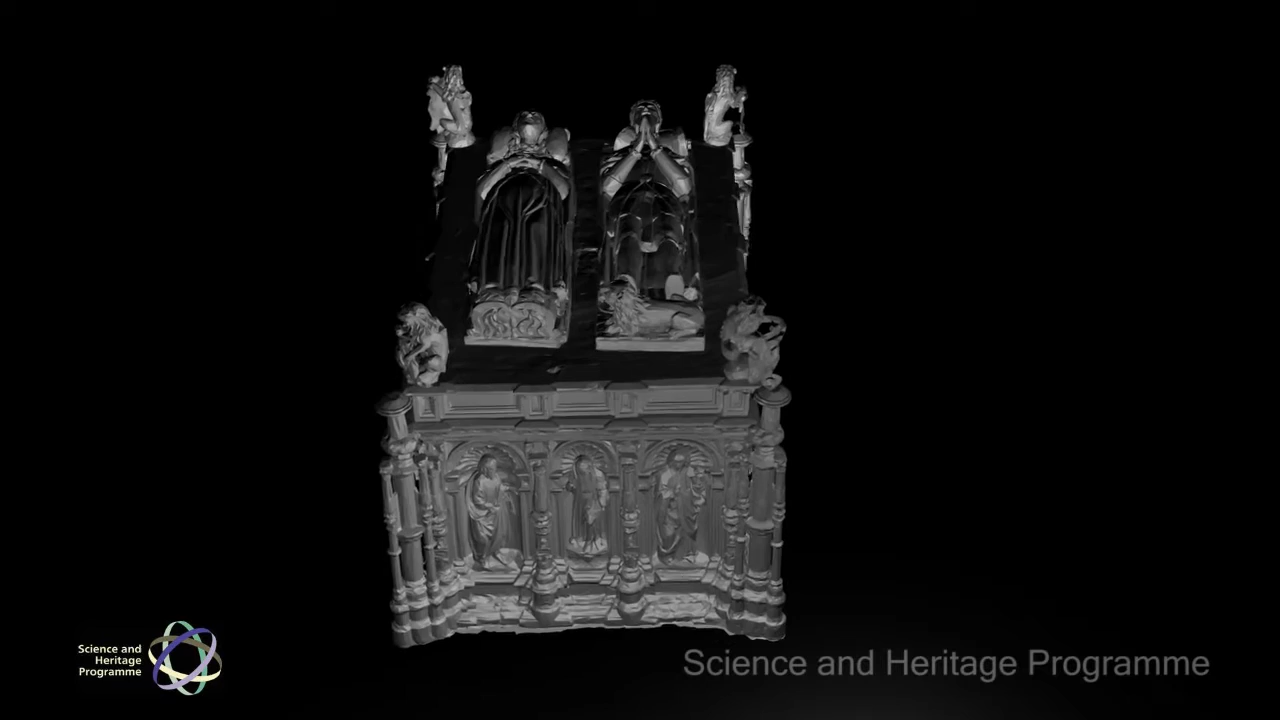 Science and
Heritage
Programme
Science and Heritage Programme